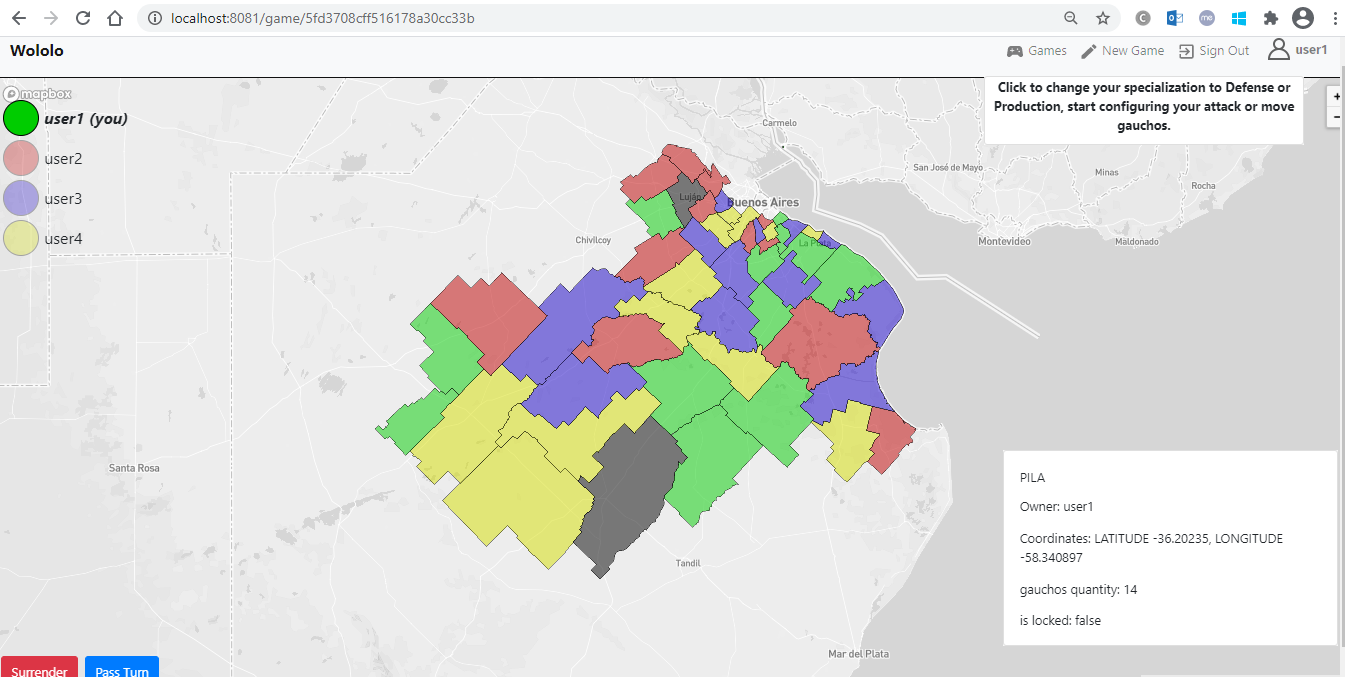 localhost:8081/game/5fd3708cff516178a30cc33b
Wololo
Games
New Game
Sign Out
user1
mapbox
user1 (you)
user2
user3
user4
Click to change your specialization to Defense or
Production, start configuring your attack or move
gauchos.
+
-
Carmelo
San José de Mayo
Minas
Rocha
Luján
Buenos Aires
Chivilcoy
La Plata
Montevideo
Maldonado
Santa Rosa
Tandil
Mar del Plata
PILA
Owner: user1
Coordinates: LATITUDE -36.20235, LONGITUDE
-58.340897
gauchos quantity: 14
is locked: false
Surrender
Pass Turn